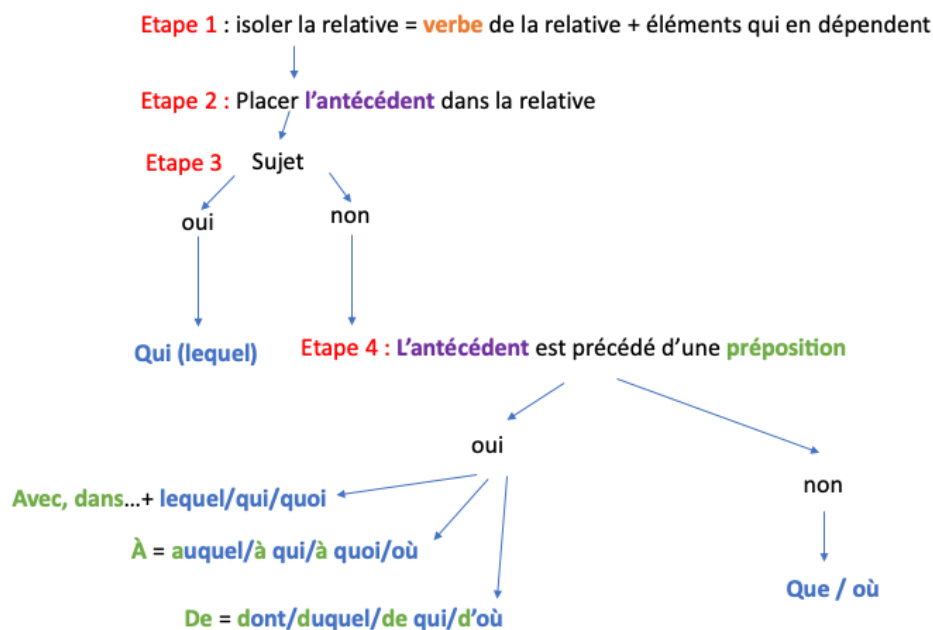 Etape 1 : isoler la relative = verbe de la relative + éléments qui en dépendent
Etape 2 : Placer l'antécédent dans la relative
Etape 3 Sujet
oui
non
Qui (lequel)
Etape 4 : L'antécédent est précédé d'une préposition
oui
non
Avec, dans...+ lequel/qui/quoi
À = auquel/à qui/à quoi/où
Que / où
De = dont/duquel/de qui/d'où